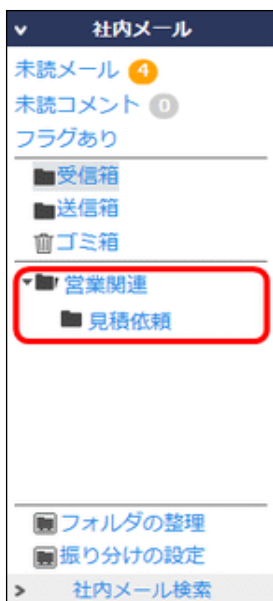 社内メール
未読メール 4
未読コメント 0
フラグあり
受信箱
送信箱
ゴミ箱
営業関連
見積依頼
フォルダの整理
振り分けの設定
社内メール検索